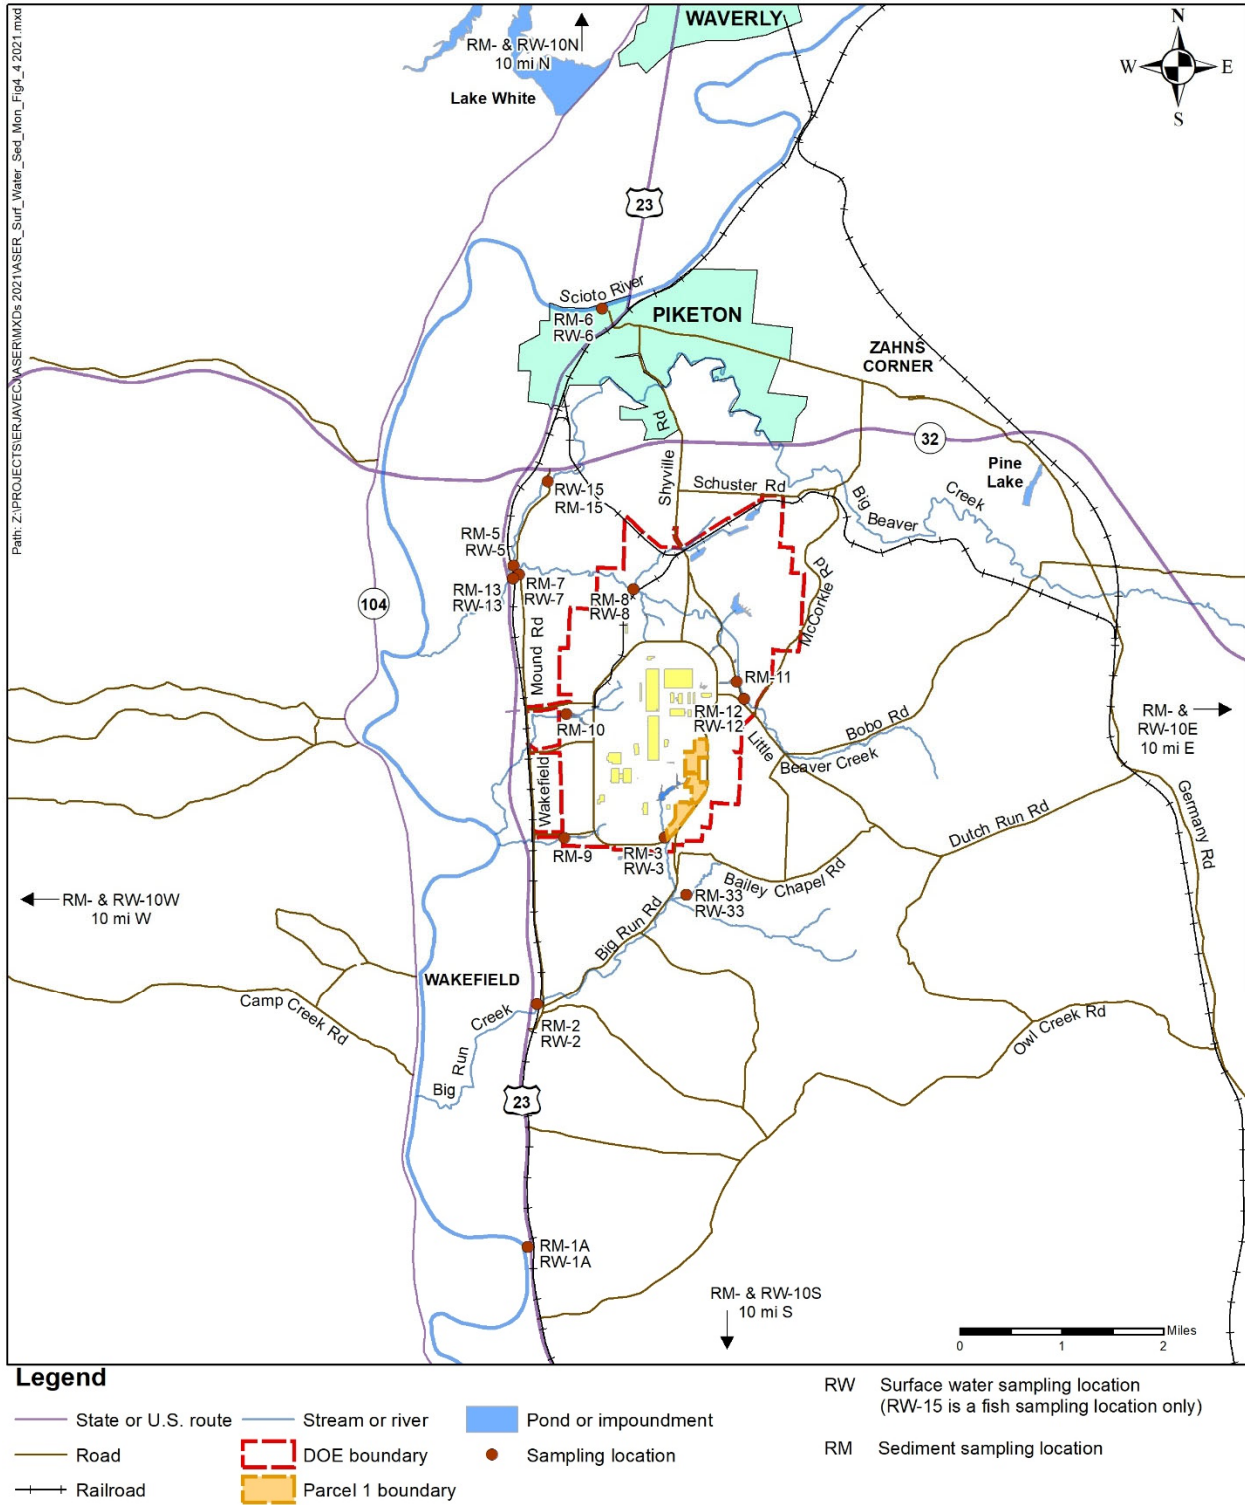 Path: Z:\PROJECTS\ERJAVECJ\ASER\MXDs 2021\ASER_Surf_Water_Sed_Mon_Fig4_4 2021.mxd
WAVERLY
N
W E
S
RM- & RW-10N
10 mi N
Lake White
23
Scioto River
RM-6
RW-6
PIKETON
ZAHNS
CORNER
32
Shyville Rd
Pine
Lake
RW-15
RM-15
Schuster Rd
Big Beaver Creek
RM-5
RW-5
RM-13
RW-13
RM-7
RW-7
RM-8
RW-8
McCorkle Rd
104
Mound Rd
RM-11
RM-12
RW-12
RM-10
Bobo Rd
RM- &
RW-10E
10 mi E
Little
Beaver Creek
Wakefield
Germany Rd
Dutch Run Rd
RM-9
RM-3
RW-3
Bailey Chapel Rd
RM-33
RW-33
RM- & RW-10W
10 mi W
Big Run Rd
WAKEFIELD
Camp Creek Rd
Owl Creek Rd
RM-2
RW-2
Big Run Creek
23
RM-1A
RW-1A
RM- & RW-10S
10 mi S
Miles
0 1 2
Legend
State or U.S. route
Road
Railroad
Stream or river
DOE boundary
Parcel 1 boundary
Pond or impoundment
Sampling location
RW Surface water sampling location
(RW-15 is a fish sampling location only)
RM Sediment sampling location